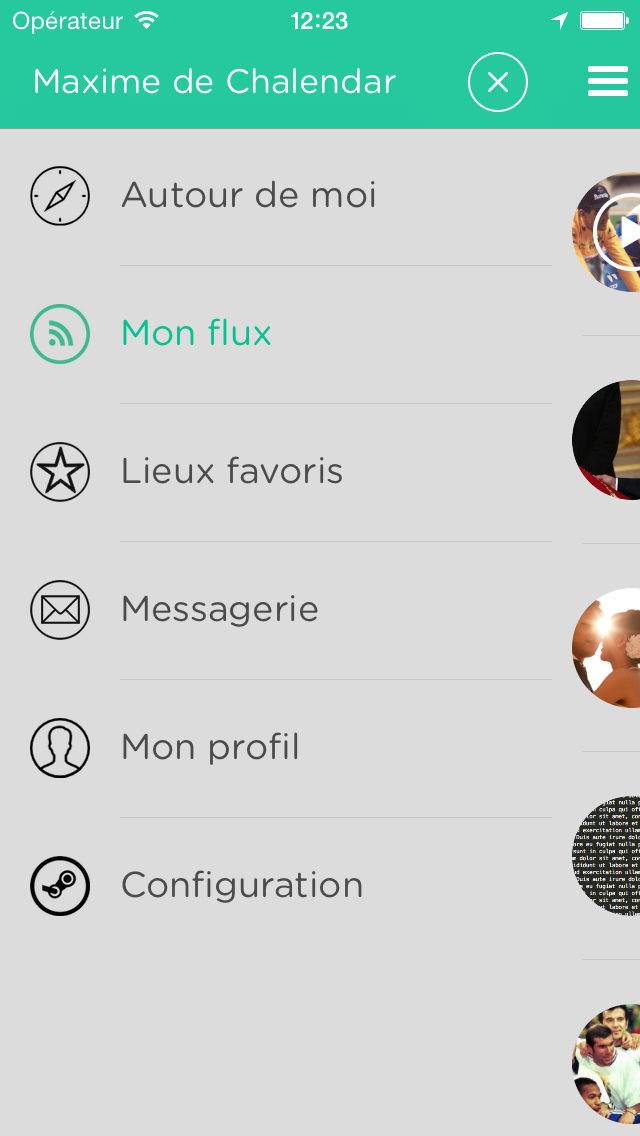 Opérateur 12:23
Maxime de Chalendar
Autour de moi
Mon flux
Lieux favoris
Messagerie
Mon profil
Configuration